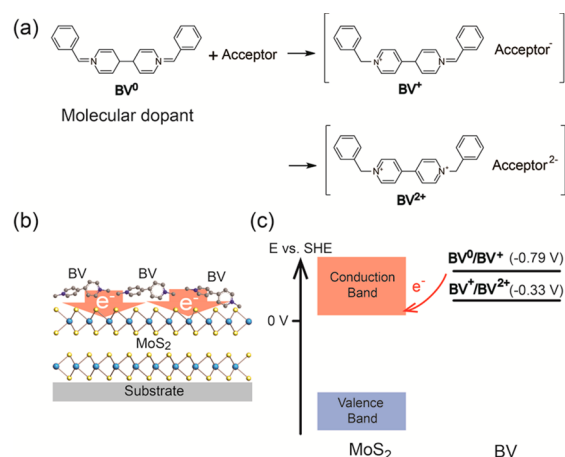 (a)
+ Acceptor
Acceptor⁻
BV⁰
BV⁺
Molecular dopant
Acceptor²⁻
BV²⁺
(b)
(c)
E vs. SHE
BV BV BV
BV⁰/BV⁺ (-0.79 V)
Conduction
Band
e⁻
BV⁺/BV²⁺ (-0.33 V)
e⁻ e⁻
0 V
MoS₂
Substrate
Valence
Band
MoS₂
BV